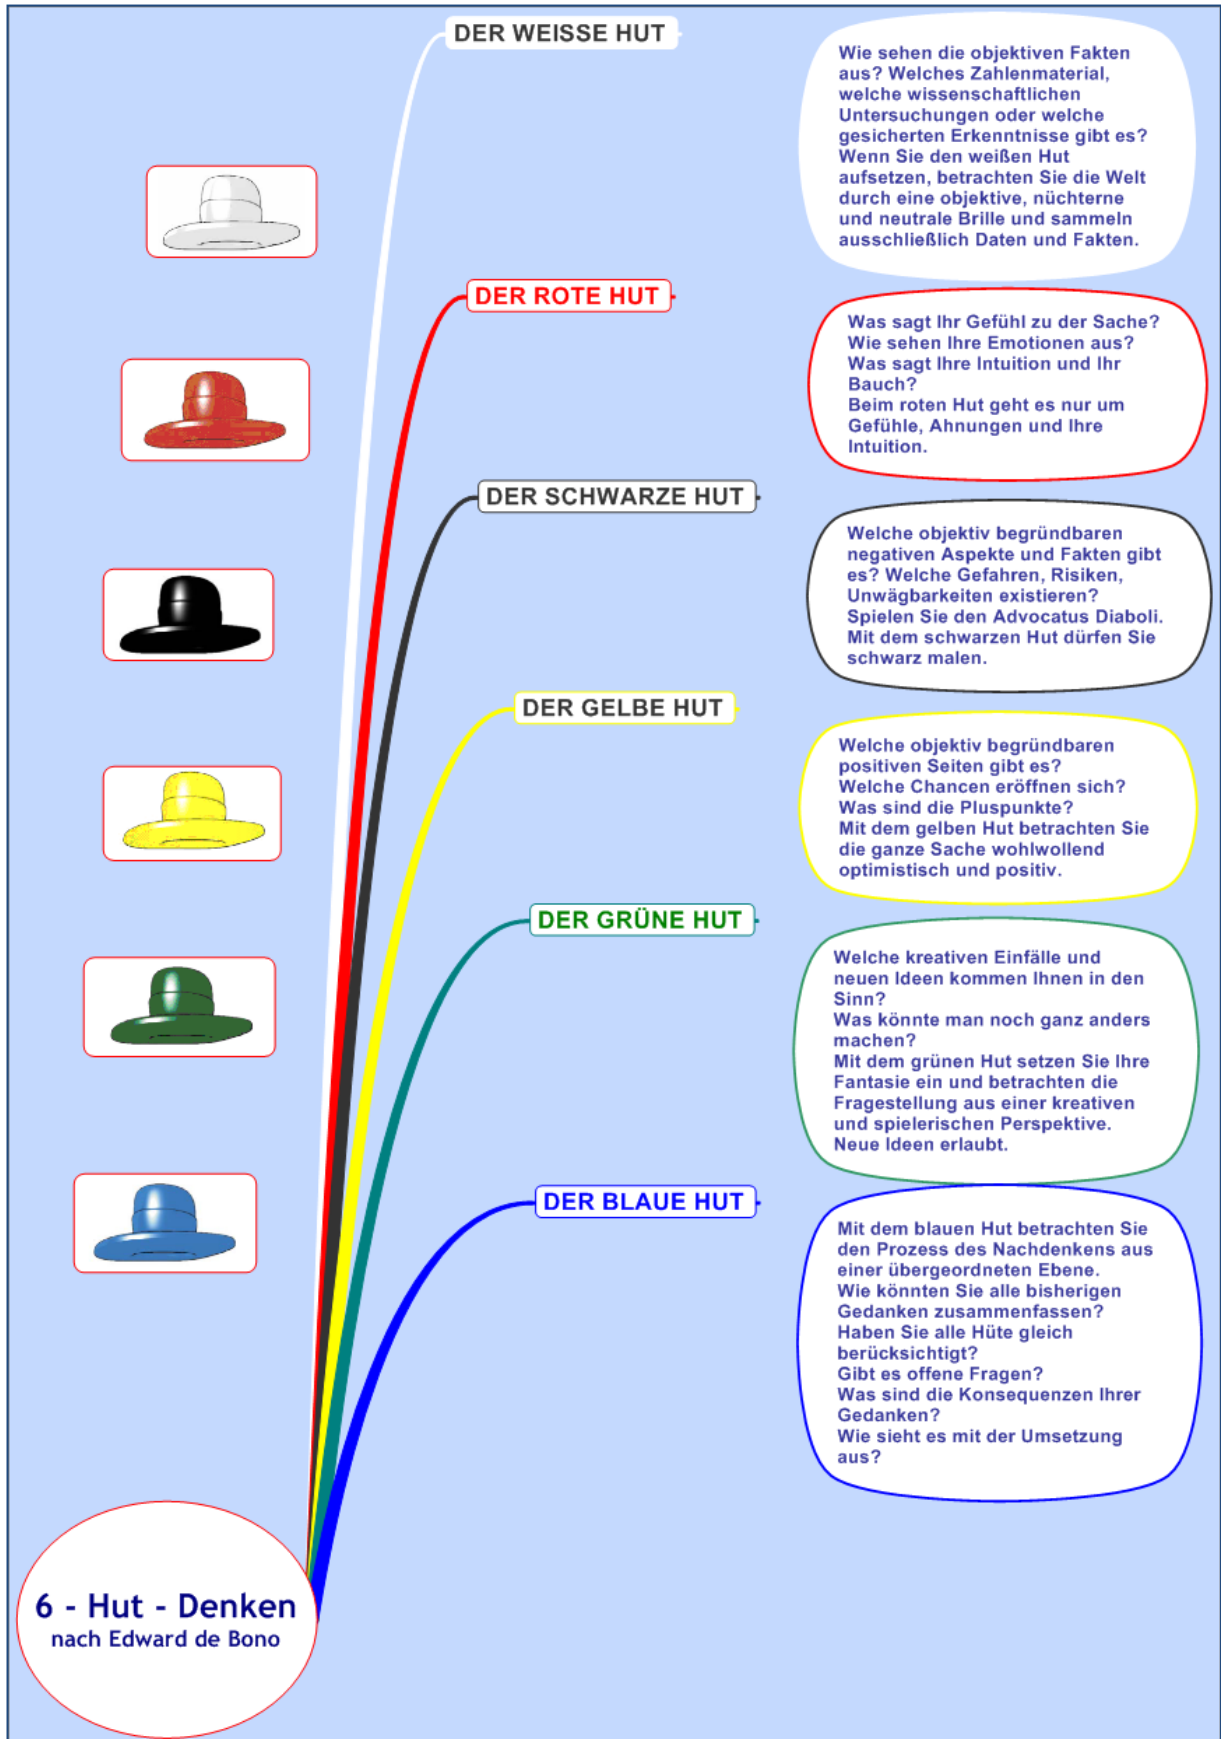 DER WEISSE HUT
Wie sehen die objektiven Fakten
aus? Welches Zahlenmaterial,
welche wissenschaftlichen
Untersuchungen oder welche
gesicherten Erkenntnisse gibt es?
Wenn Sie den weißen Hut
aufsetzen, betrachten Sie die Welt
durch eine objektive, nüchterne
und neutrale Brille und sammeln
ausschließlich Daten und Fakten.
DER ROTE HUT
Was sagt Ihr Gefühl zu der Sache?
Wie sehen Ihre Emotionen aus?
Was sagt Ihre Intuition und Ihr
Bauch?
Beim roten Hut geht es nur um
Gefühle, Ahnungen und Ihre
Intuition.
DER SCHWARZE HUT
Welche objektiv begründbaren
negativen Aspekte und Fakten gibt
es? Welche Gefahren, Risiken,
Unwägbarkeiten existieren?
Spielen Sie den Advocatus Diaboli.
Mit dem schwarzen Hut dürfen Sie
schwarz malen.
DER GELBE HUT
Welche objektiv begründbaren
positiven Seiten gibt es?
Welche Chancen eröffnen sich?
Was sind die Pluspunkte?
Mit dem gelben Hut betrachten Sie
die ganze Sache wohlwollend
optimistisch und positiv.
DER GRÜNE HUT
Welche kreativen Einfälle und
neuen Ideen kommen Ihnen in den
Sinn?
Was könnte man noch ganz anders
machen?
Mit dem grünen Hut setzen Sie Ihre
Fantasie ein und betrachten die
Fragestellung aus einer kreativen
und spielerischen Perspektive.
Neue Ideen erlaubt.
DER BLAUE HUT
Mit dem blauen Hut betrachten Sie
den Prozess des Nachdenkens aus
einer übergeordneten Ebene.
Wie könnten Sie alle bisherigen
Gedanken zusammenfassen?
Haben Sie alle Hüte gleich
berücksichtigt?
Gibt es offene Fragen?
Was sind die Konsequenzen Ihrer
Gedanken?
Wie sieht es mit der Umsetzung
aus?
6 - Hut - Denken
nach Edward de Bono